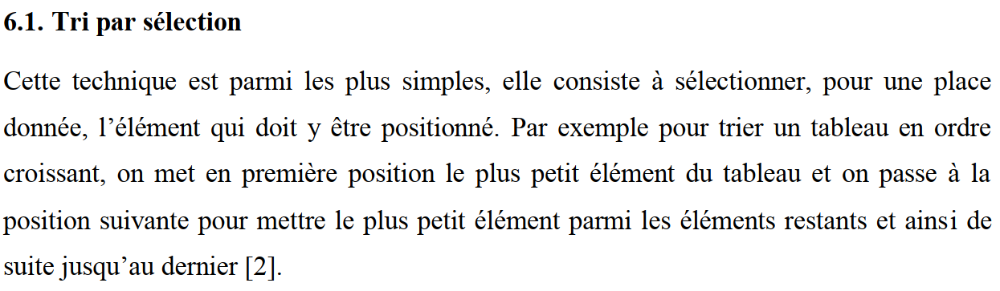 6.1. Tri par sélection
Cette technique est parmi les plus simples, elle consiste à sélectionner, pour une place
donnée, l’élément qui doit y être positionné. Par exemple pour trier un tableau en ordre
croissant, on met en première position le plus petit élément du tableau et on passe à la
position suivante pour mettre le plus petit élément parmi les éléments restants et ainsi de
suite jusqu’au dernier [2].